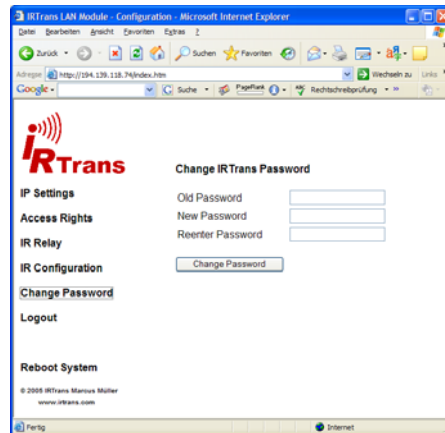 IRTrans LAN Module - Configuration - Microsoft Internet Explorer
Datei Bearbeiten Ansicht Favoriten Extras ?
Zurück Suchen Favoriten
Adresse http://194.139.118.74/index.htm Wechseln zu Links
Google Suche PageRank Rechtschreibprüfung
IRTrans
Change IRTrans Password
IP Settings
Old Password
Access Rights
New Password
IR Relay
Reenter Password
IR Configuration
Change Password
Change Password
Logout
Reboot System
© 2005 IRTrans Marcus Müller
www.irtrans.com
Fertig Internet